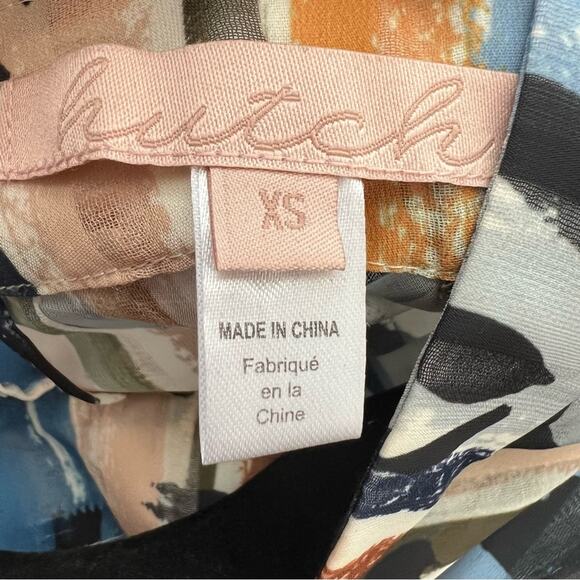 hutch
XS
MADE IN CHINA
Fabriqué
en la
Chine